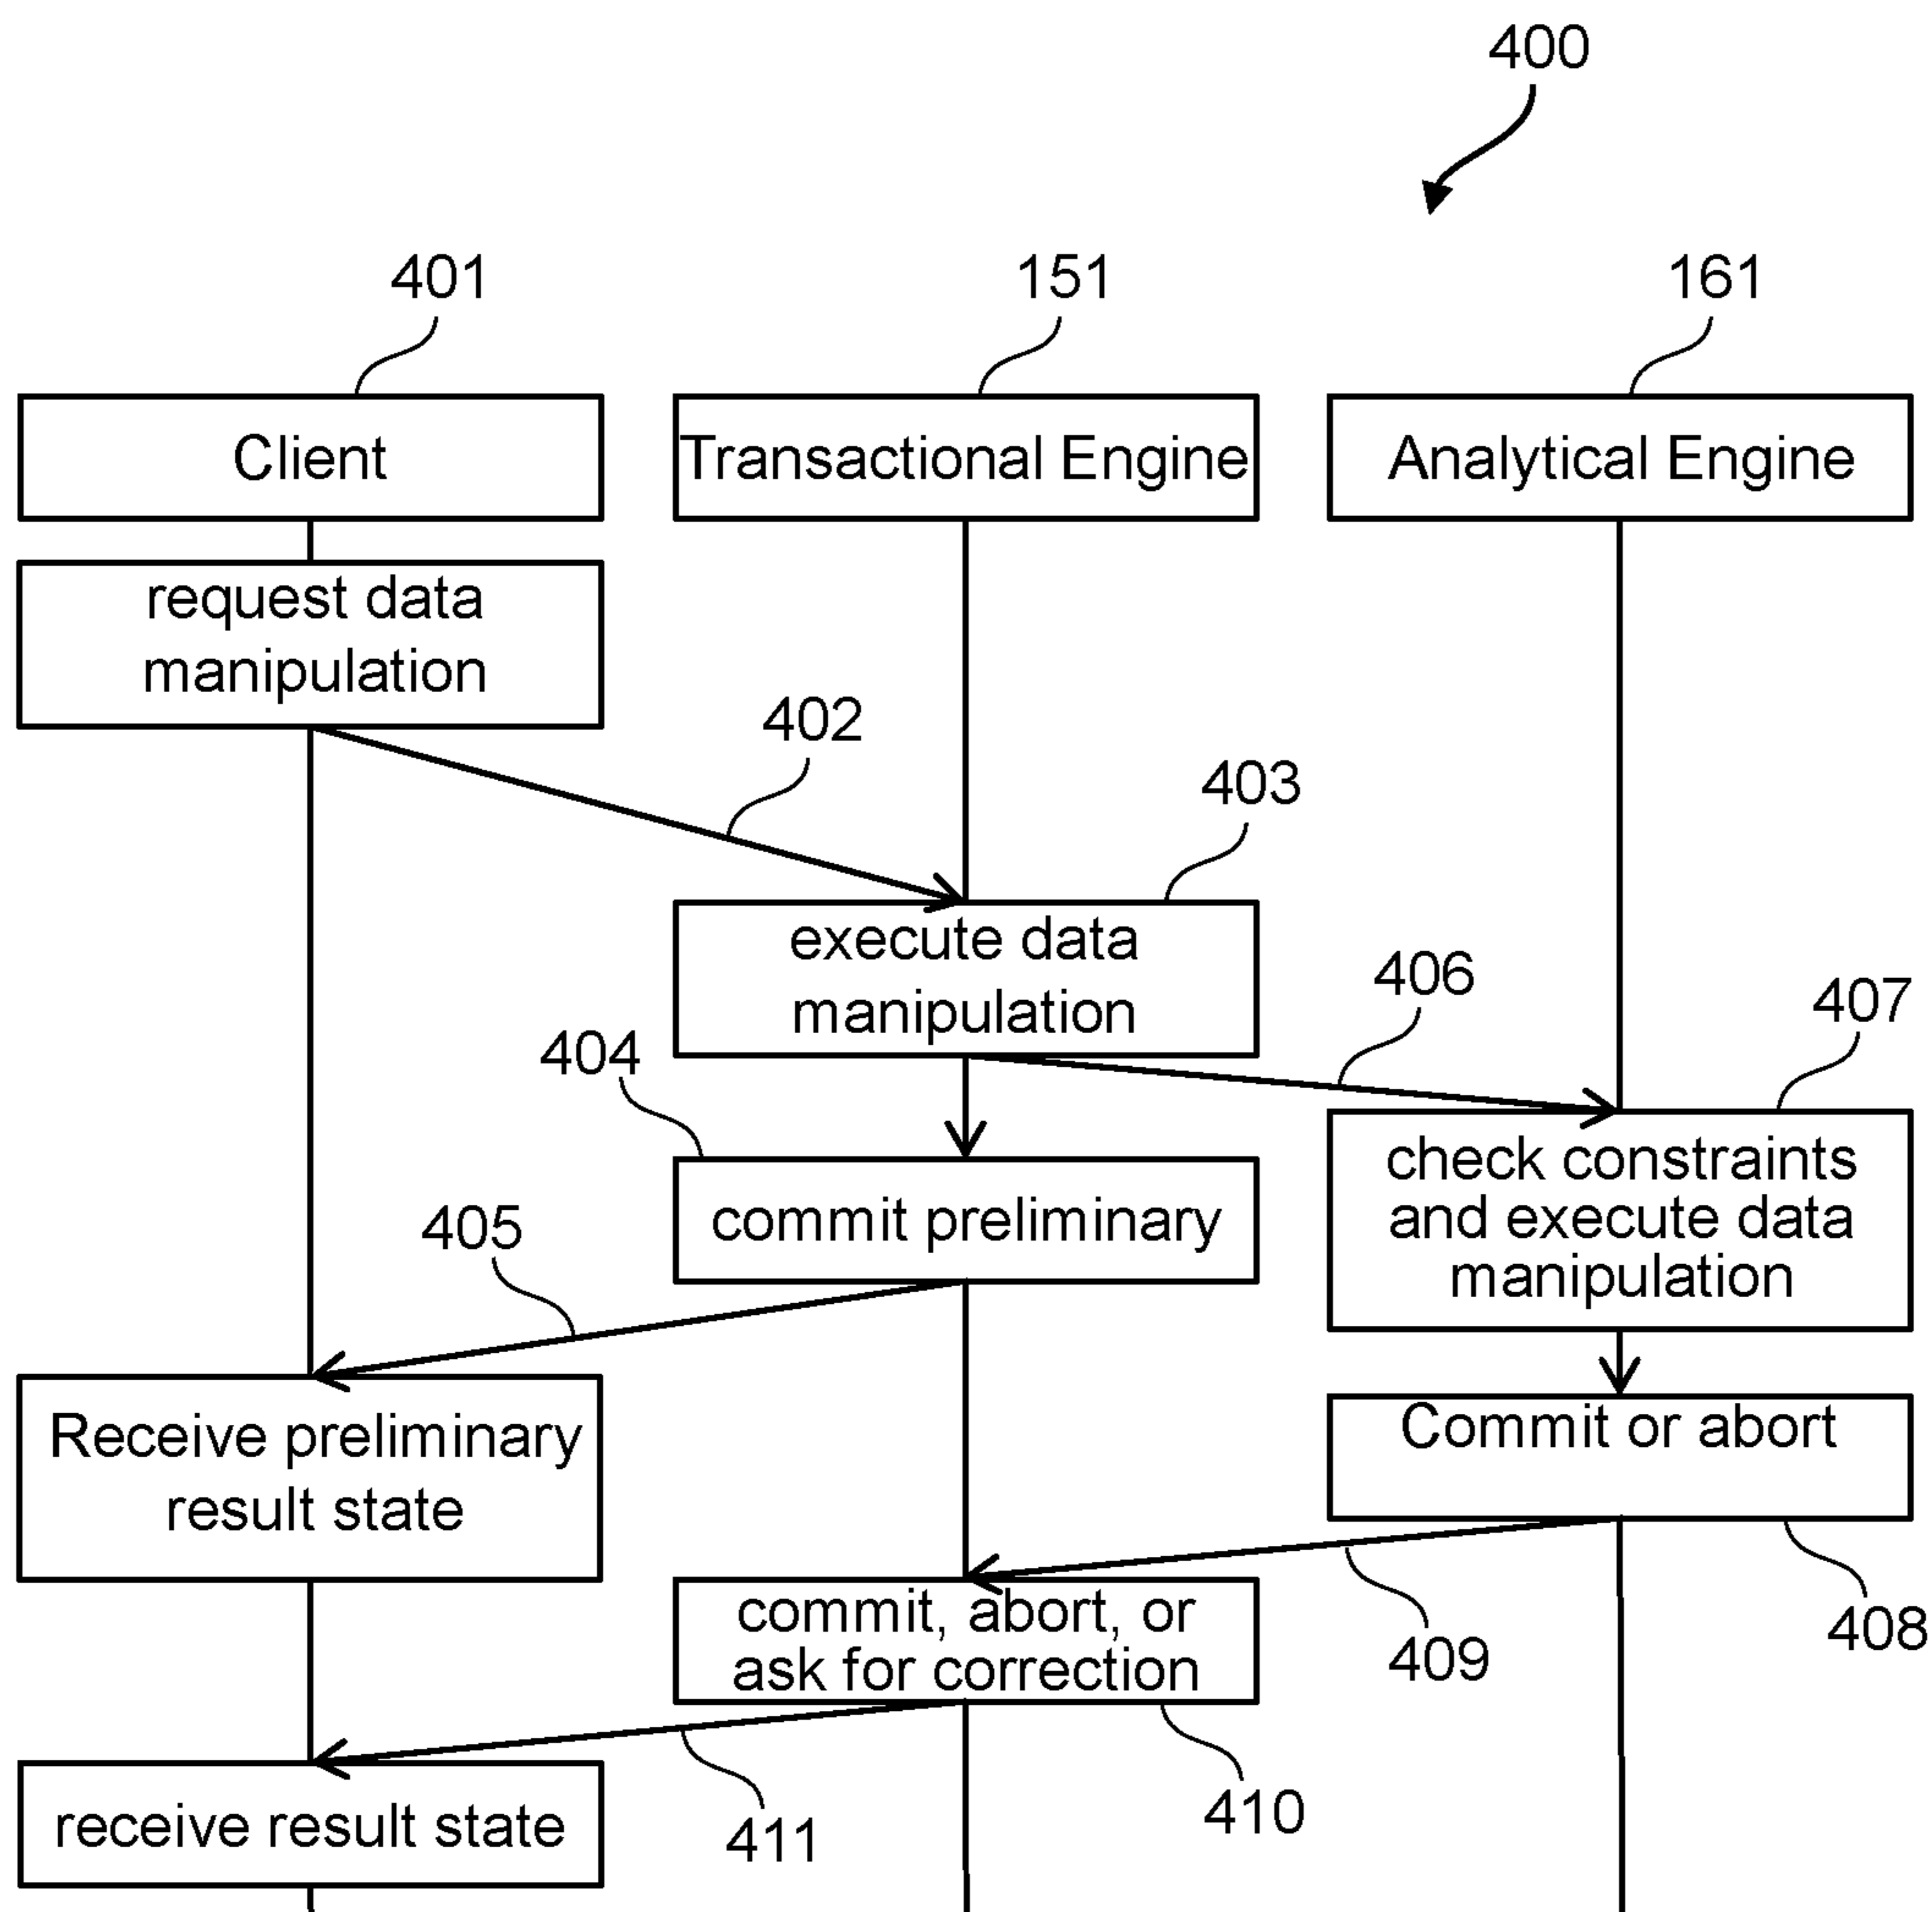 400
401
151
161
Client
Transactional Engine
Analytical Engine
request data
manipulation
402
403
execute data
manipulation
406
407
404
check constraints
and execute data
manipulation
commit preliminary
405
Receive preliminary
result state
Commit or abort
commit, abort, or
ask for correction
409
408
receive result state
411
410